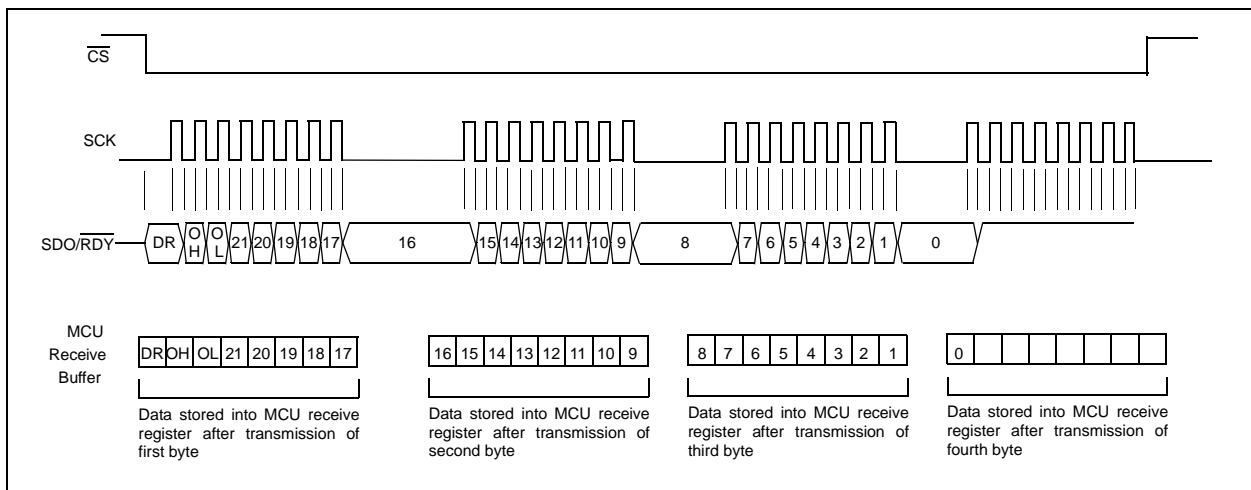 CS
SCK
SDO/RDY DR OH OL 21 20 19 18 17 16 15 14 13 12 11 10 9 8 7 6 5 4 3 2 1 0
MCU
Receive
Buffer
DR OH OL 21 20 19 18 17
16 15 14 13 12 11 10 9
8 7 6 5 4 3 2 1
0
Data stored into MCU receive
register after transmission of
first byte
Data stored into MCU receive
register after transmission of
second byte
Data stored into MCU receive
register after transmission of
third byte
Data stored into MCU receive
register after transmission of
fourth byte